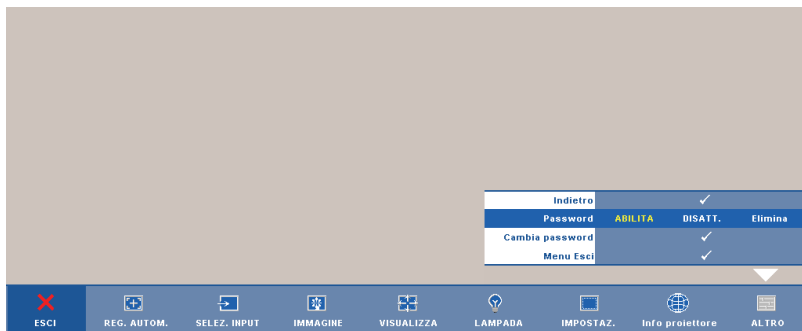 Indietro
Password ABILITA DISATT. Elimina
Cambia password
Menu Esci
ESCI REG. AUTOM. SELEZ. INPUT IMMAGINE VISUALIZZA LAMPADA IMPOSTAZ. Info proiettore ALTRO